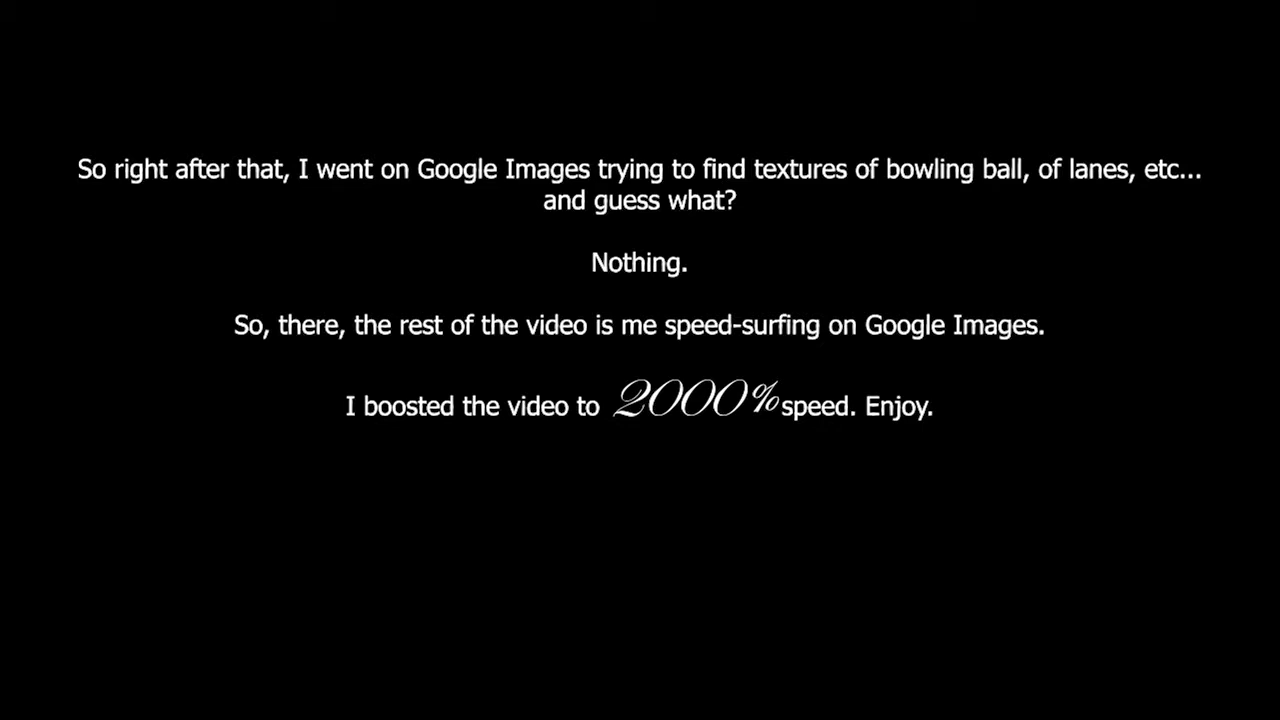 So right after that, I went on Google Images trying to find textures of bowling ball, of lanes, etc...
and guess what?
Nothing.
So, there, the rest of the video is me speed-surfing on Google Images.
I boosted the video to 2000% speed. Enjoy.